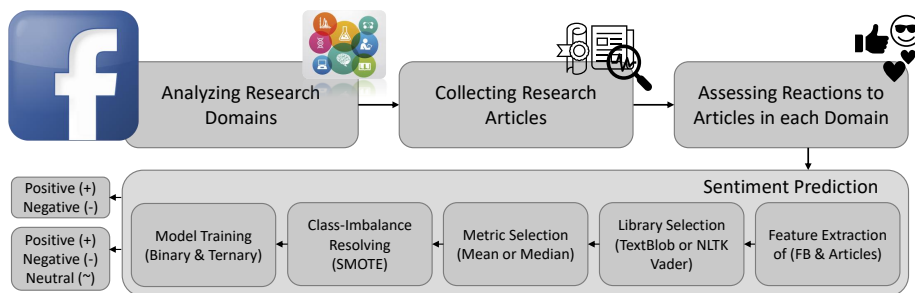 Analyzing Research
Domains
Collecting Research
Articles
Assessing Reactions to
Articles in each Domain
Sentiment Prediction
Feature Extraction
of (FB & Articles)
Library Selection
(TextBlob or NLTK
Vader)
Metric Selection
(Mean or Median)
Class-Imbalance
Resolving
(SMOTE)
Model Training
(Binary & Ternary)
Positive (+)
Negative (-)
Positive (+)
Negative (-)
Neutral (~)